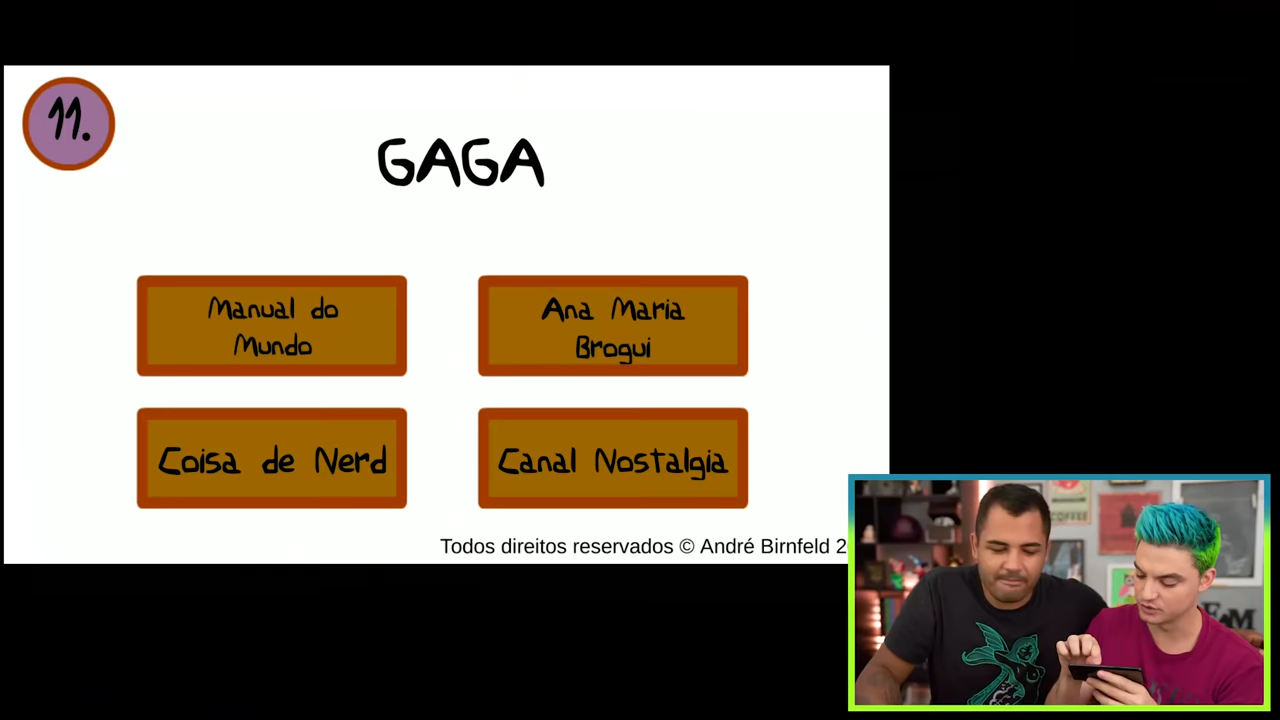 11.
GAGA
Manual do
Mundo
Ana Maria
Brogui
Coisa de Nerd
Canal Nostalgia
Todos direitos reservados © André Birnfeld 2
COFFEE